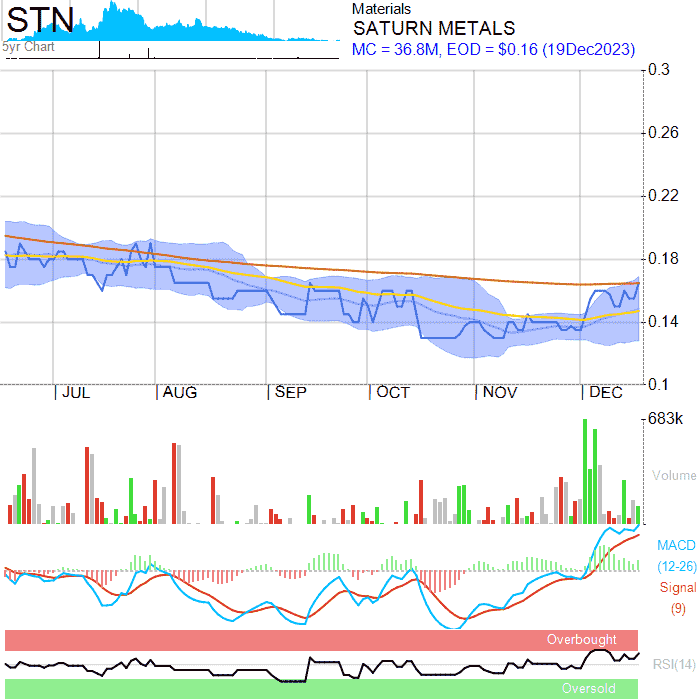 STN
5yr Chart
Materials
SATURN METALS
MC = 36.8M, EOD = $0.16 (19Dec2023)
0.3
0.26
0.22
0.18
0.14
0.1
JUL AUG SEP OCT NOV DEC
683k
Volume
MACD
(12-26)
Signal
(9)
Overbought
RSI(14)
Oversold